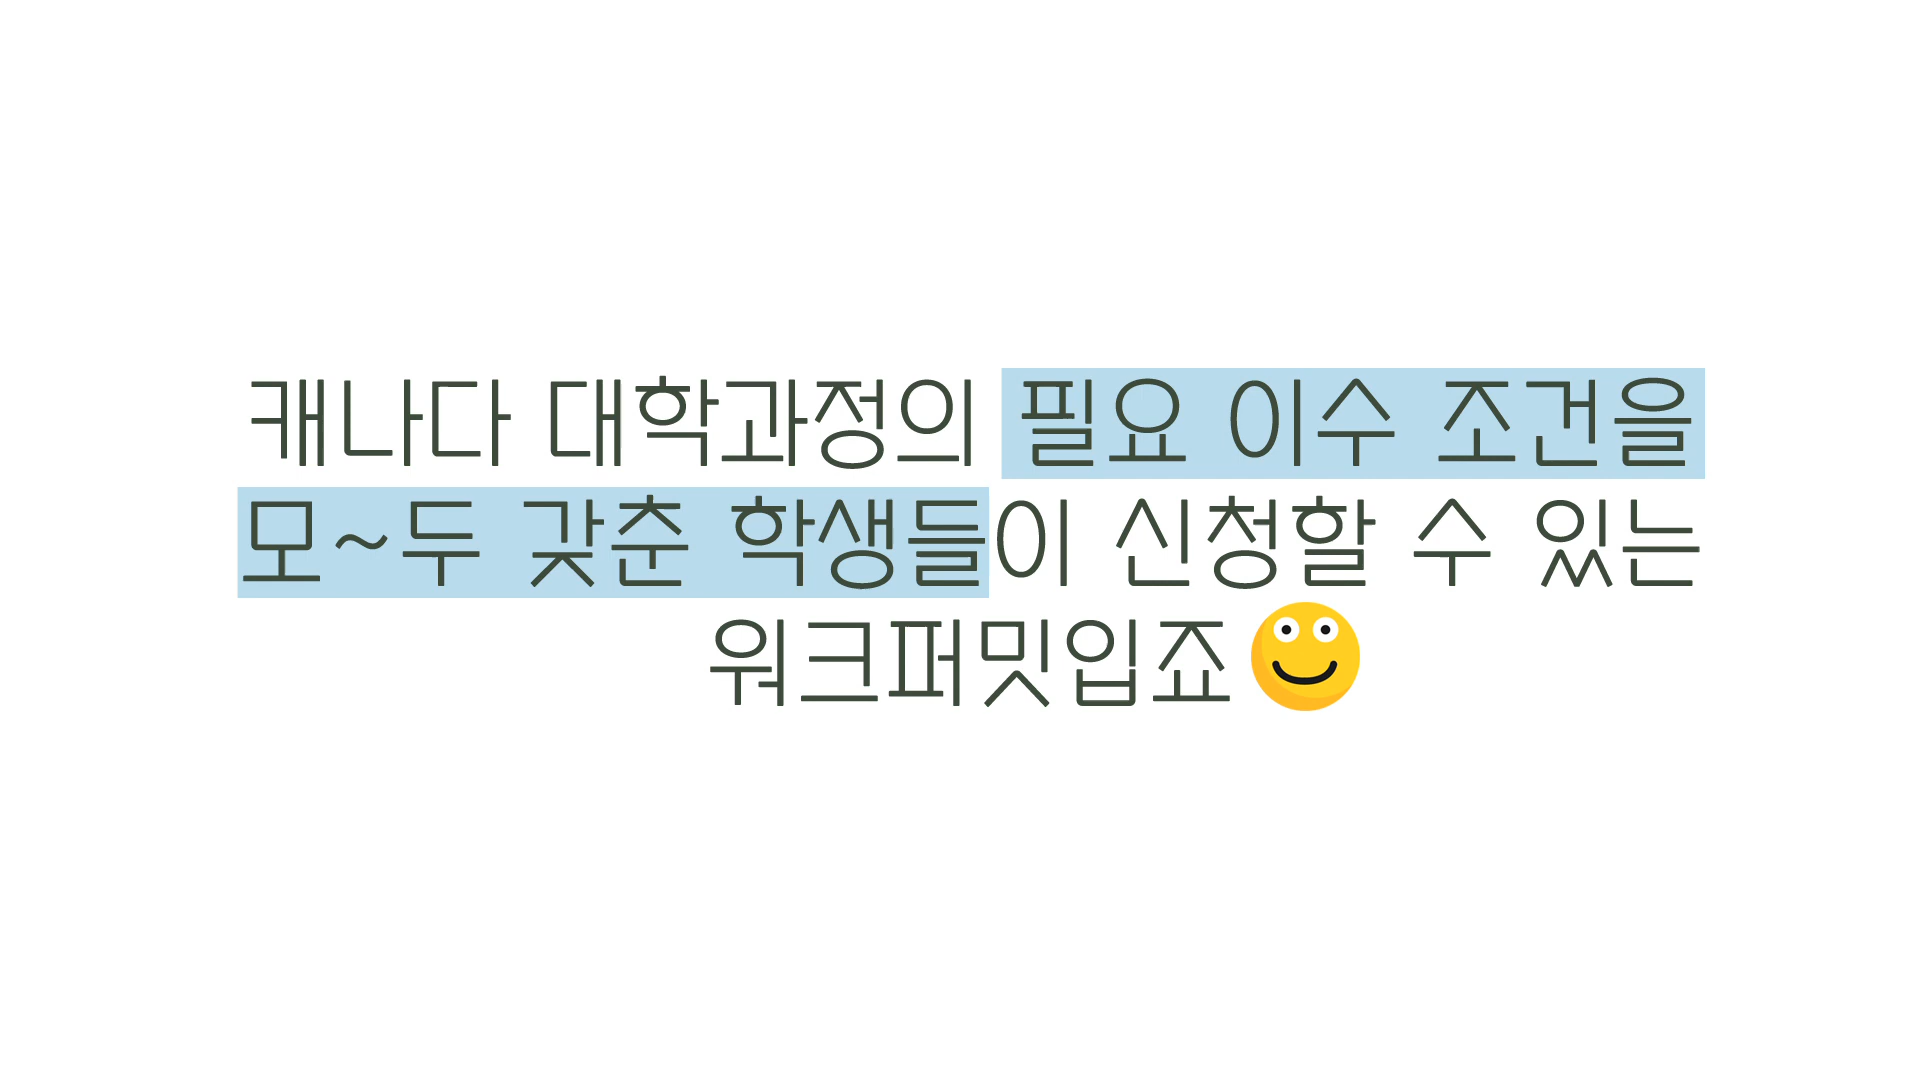 캐나다 대학과정의 필요 이수 조건을
모~두 갖춘 학생들이 신청할 수 있는
워크퍼밋입죠